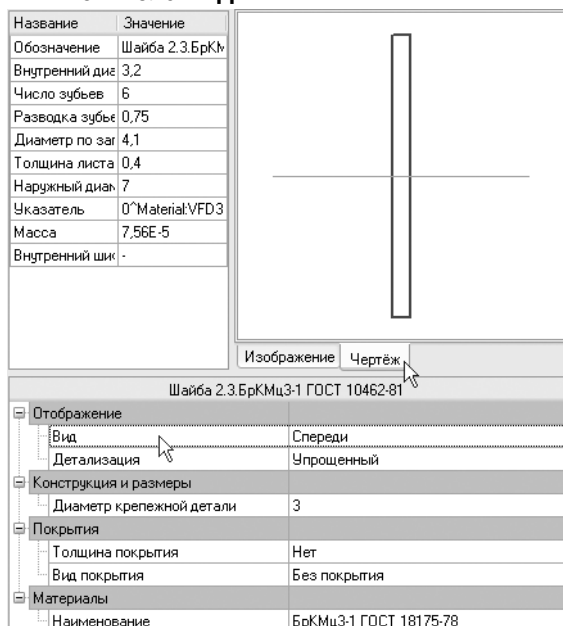 Название Значение
Обозначение Шайба 2.3.БрКМ
Внутренний диа 3,2
Число зубьев 6
Разводка зубье 0,75
Диаметр по заг 4,1
Толщина листа 0,4
Наружный диам 7
Указатель 0^Material:VFD3
Масса 7,56E-5
Внутренний ши -
Изображение Чертёж
Шайба 2.3.БрКМц3-1 ГОСТ 10462-81
Отображение
Вид Спереди
Детализация Упрощенный
Конструкция и размеры
Диаметр крепежной детали 3
Покрытия
Толщина покрытия Нет
Вид покрытия Без покрытия
Материалы
Наименование БрКМц3-1 ГОСТ 18175-78